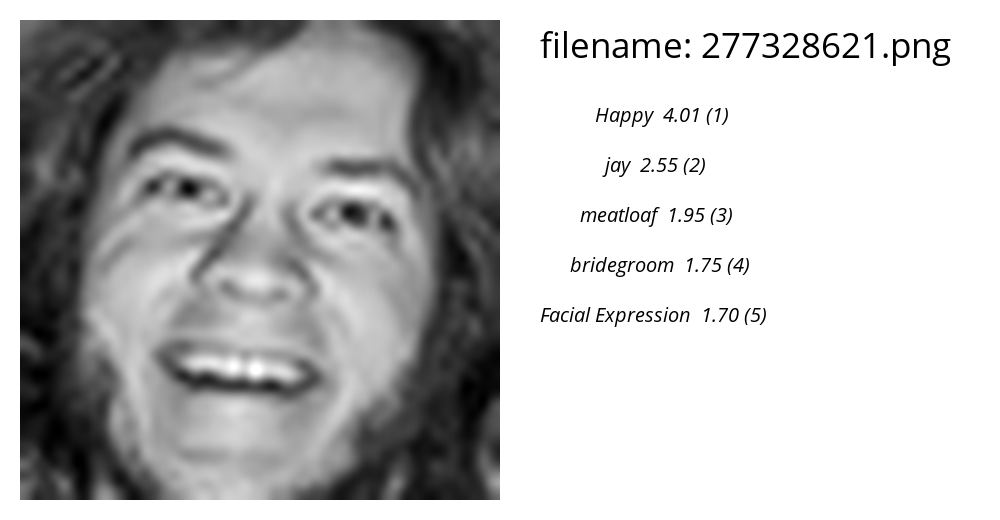 filename: 277328621.png
Happy 4.01 (1)
jay 2.55 (2)
meatloaf 1.95 (3)
bridegroom 1.75 (4)
Facial Expression 1.70 (5)